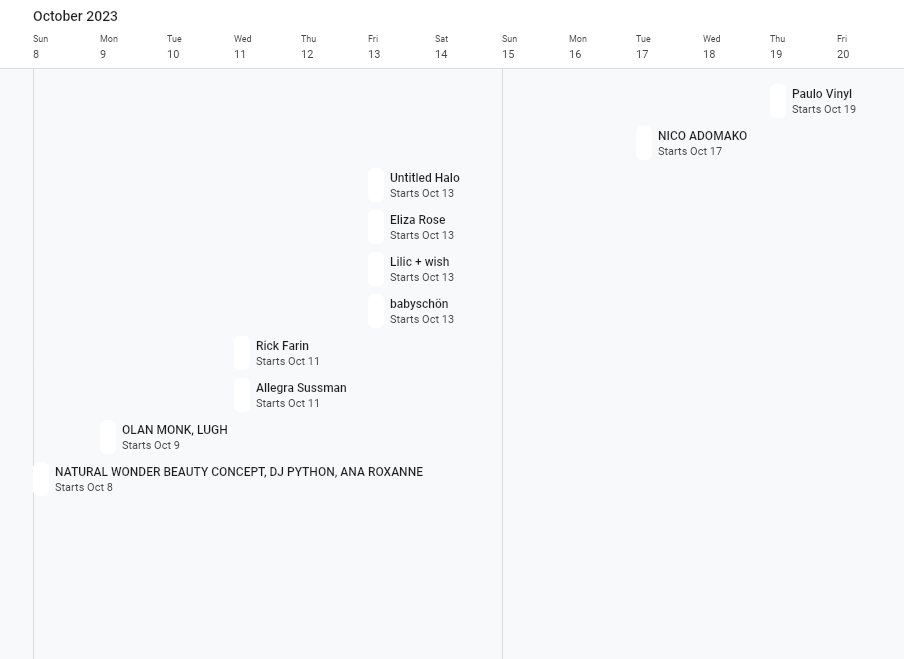 October 2023
Sun Mon Tue Wed Thu Fri Sat Sun Mon Tue Wed Thu Fri
8 9 10 11 12 13 14 15 16 17 18 19 20
Paulo Vinyl
Starts Oct 19
NICO ADOMAKO
Starts Oct 17
Untitled Halo
Starts Oct 13
Eliza Rose
Starts Oct 13
Lilic + wish
Starts Oct 13
babyschön
Starts Oct 13
Rick Farin
Starts Oct 11
Allegra Sussman
Starts Oct 11
OLAN MONK, LUGH
Starts Oct 9
NATURAL WONDER BEAUTY CONCEPT, DJ PYTHON, ANA ROXANNE
Starts Oct 8